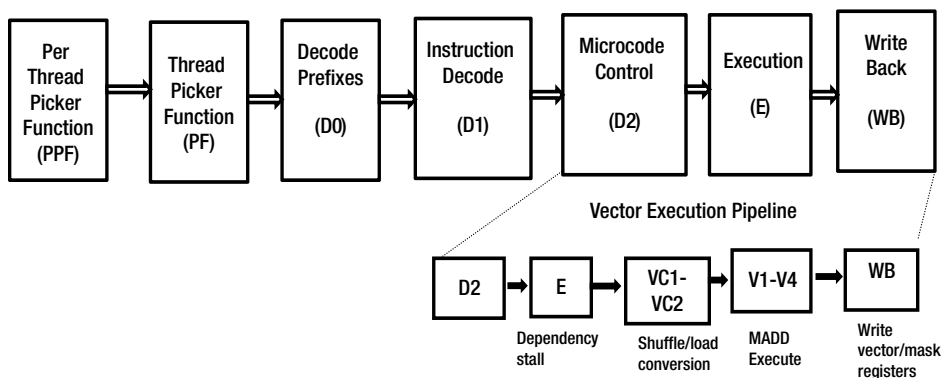 Per
Thread
Picker
Function
(PPF)
Thread
Picker
Function
(PF)
Decode
Prefixes
(D0)
Instruction
Decode
(D1)
Microcode
Control
(D2)
Execution
(E)
Write
Back
(WB)
Vector Execution Pipeline
D2
E
VC1-
VC2
V1-V4
WB
Dependency
stall
Shuffle/load
conversion
MADD
Execute
Write
vector/mask
registers